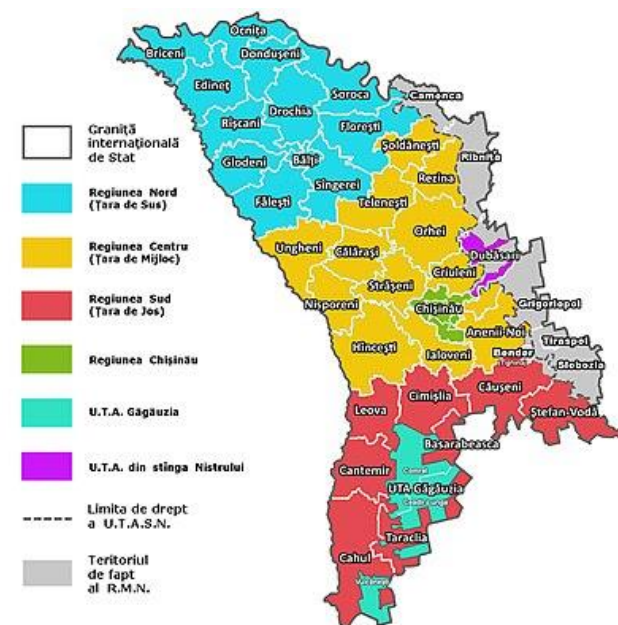 Graniță
internațională
de Stat
Regiunea Nord
(Țara de Sus)
Regiunea Centru
(Țara de Mijloc)
Regiunea Sud
(Țara de Jos)
Regiunea Chișinău
U.T.A. Găgăuzia
U.T.A. din stînga Nistrului
Limita de drept
a U.T.A.S.N.
Teritoriul
de fapt
al R.M.N.
Ocnița
Briceni
Dondușeni
Edineț
Soroca
Camenca
Drochia
Rîșcani
Florești
Șoldănești
Rîbnița
Glodeni
Bălți
Rezina
Sîngerei
Fălești
Telenești
Orhei
Ungheni
Călărași
Dubăsari
Criuleni
Strășeni
Nisporeni
Chișinău
Grigoriopol
Anenii-Noi
Tiraspol
Hîncești
Ialoveni
Bender
Slobozia
Căușeni
Cimișlia
Leova
Ștefan-Vodă
Basarabeasca
Cantemir
Comrat
UTA Găgăuzia
Taraclia
Cahul